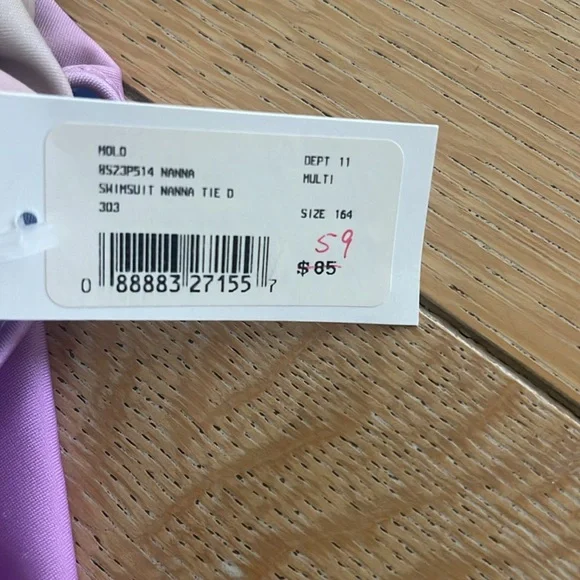 MOLO
8S23P514 NANNA
SWIMSUIT NANNA TIE D
303
DEPT 11
MULTI
SIZE 164
59
$85
0 88883 27155 7